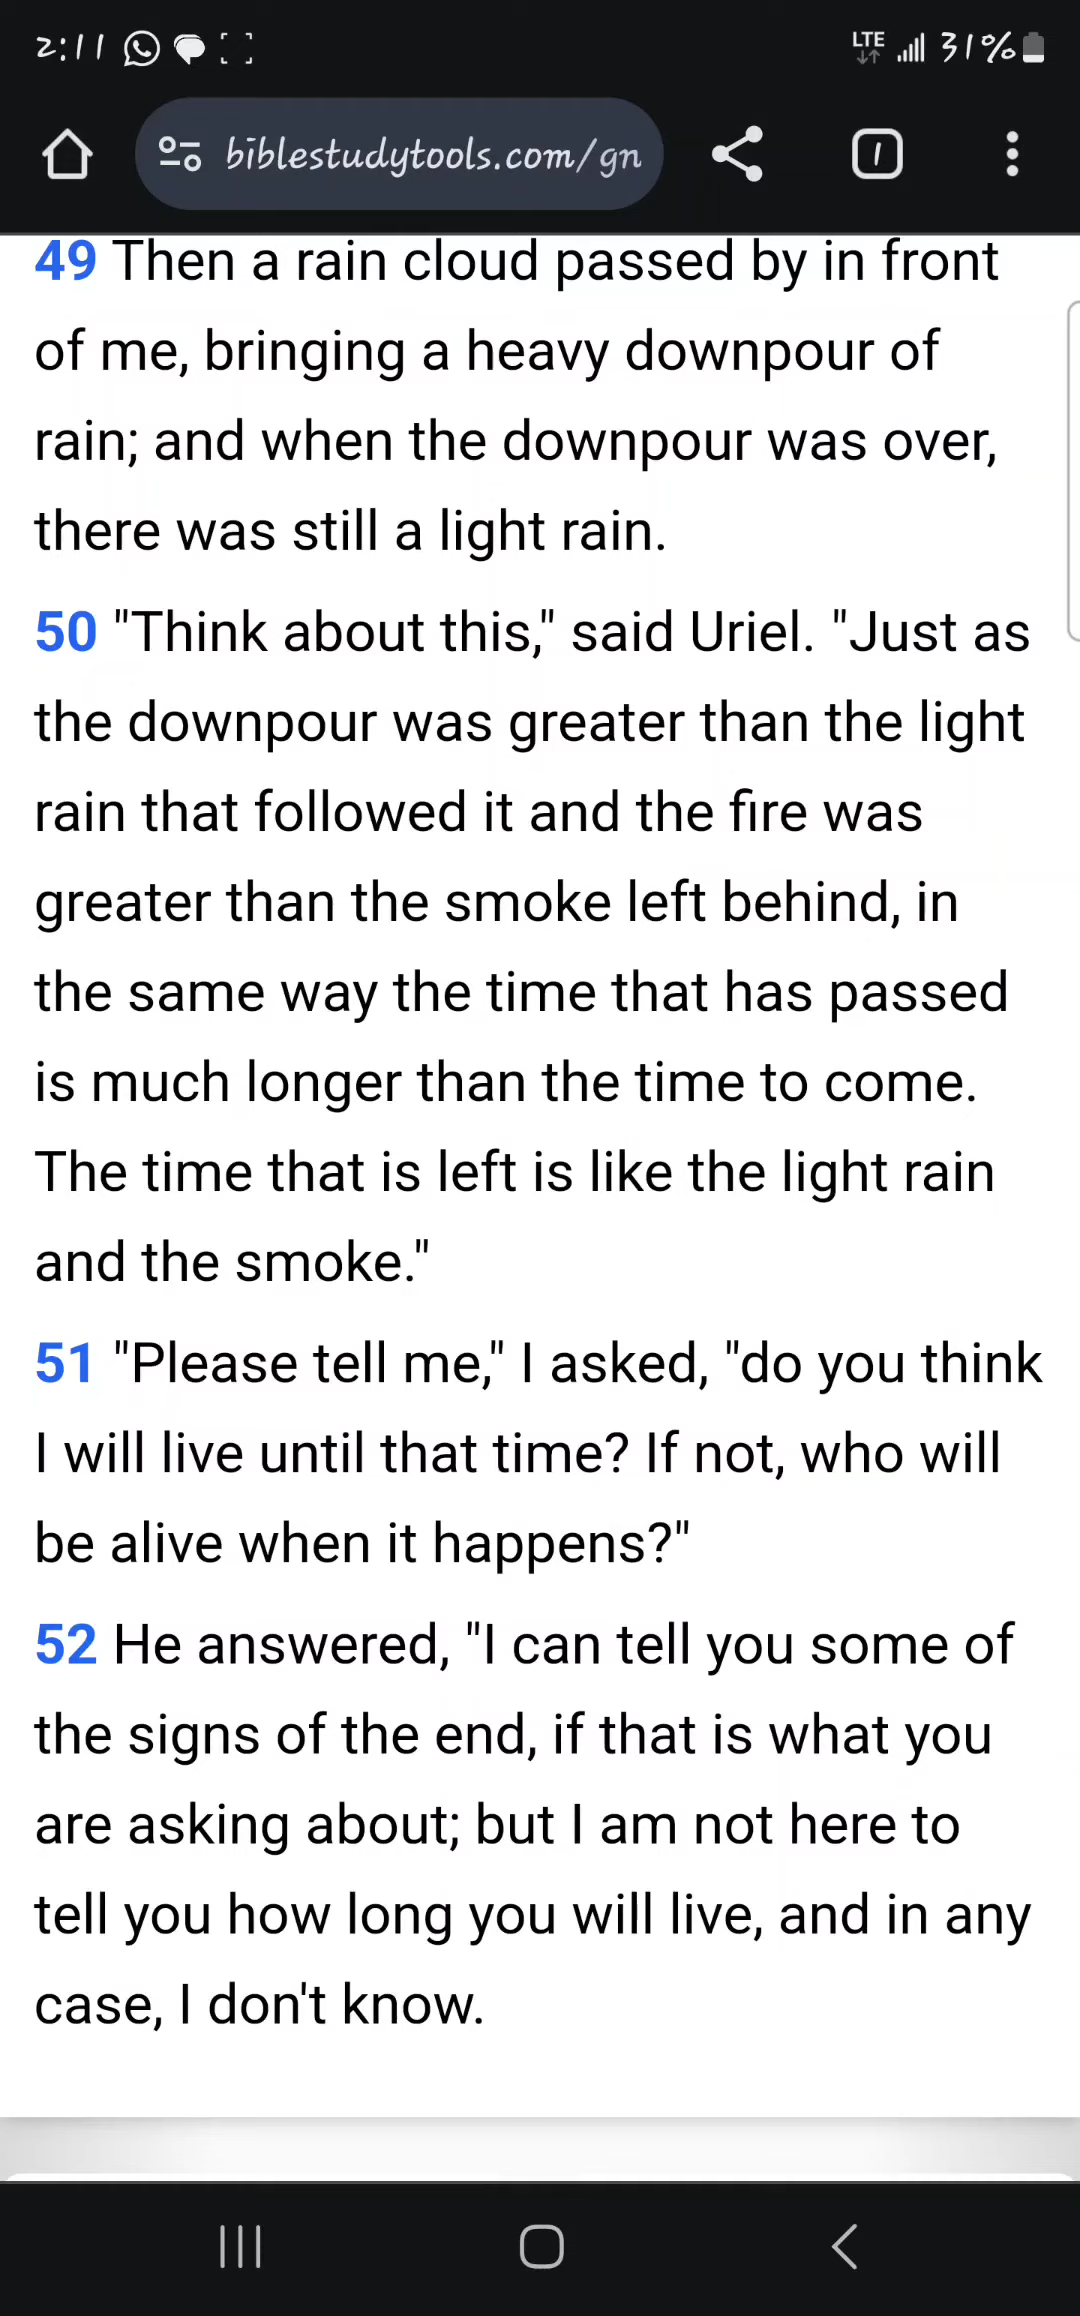 2:11
LTE 31%
biblestudytools.com/gn
1
49 Then a rain cloud passed by in front
of me, bringing a heavy downpour of
rain; and when the downpour was over,
there was still a light rain.
50 "Think about this," said Uriel. "Just as
the downpour was greater than the light
rain that followed it and the fire was
greater than the smoke left behind, in
the same way the time that has passed
is much longer than the time to come.
The time that is left is like the light rain
and the smoke."
51 "Please tell me," I asked, "do you think
I will live until that time? If not, who will
be alive when it happens?"
52 He answered, "I can tell you some of
the signs of the end, if that is what you
are asking about; but I am not here to
tell you how long you will live, and in any
case, I don't know.